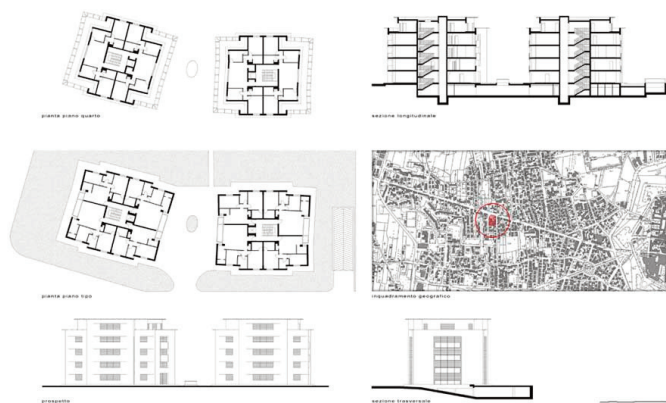 pianta piano quarto
sezione longitudinale
pianta piano tipo
inquadramento geografico
prospetto
sezione trasversale